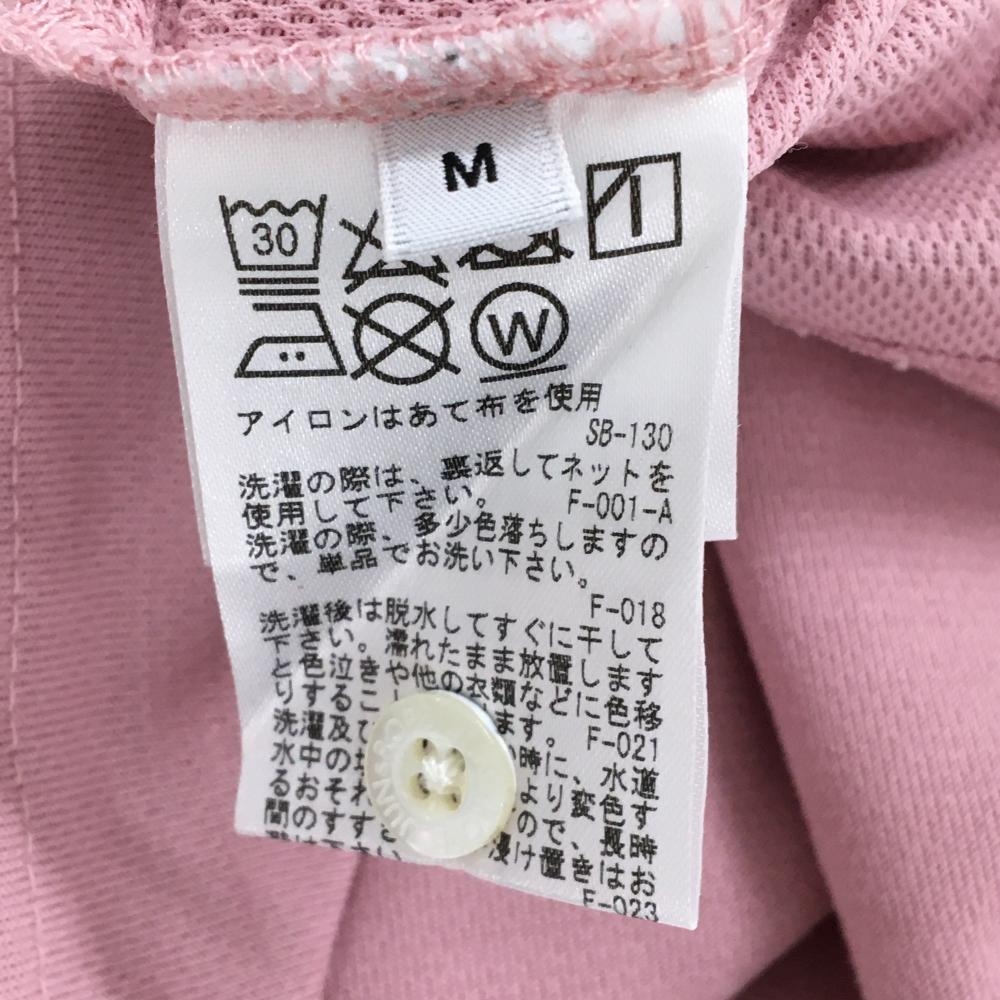 M
30
W
アイロンはあて布を使用
SB-130
洗濯の際は、裏返してネットを
使用して下さい。 F-001-A
洗濯の際、多少色落ちしますの
で、単品でお洗い下さい。
F-018
洗濯後は脱水してすぐに干して
下さい。濡れたまま放置します
と色泣きや他の衣類などに色移
りするこ ます。 F-021
洗濯及び 時に、水道
水中の塩 より変色す
るおそれ ので、長時
間のすすぎ 浸け置きはお
下さい。 F-023